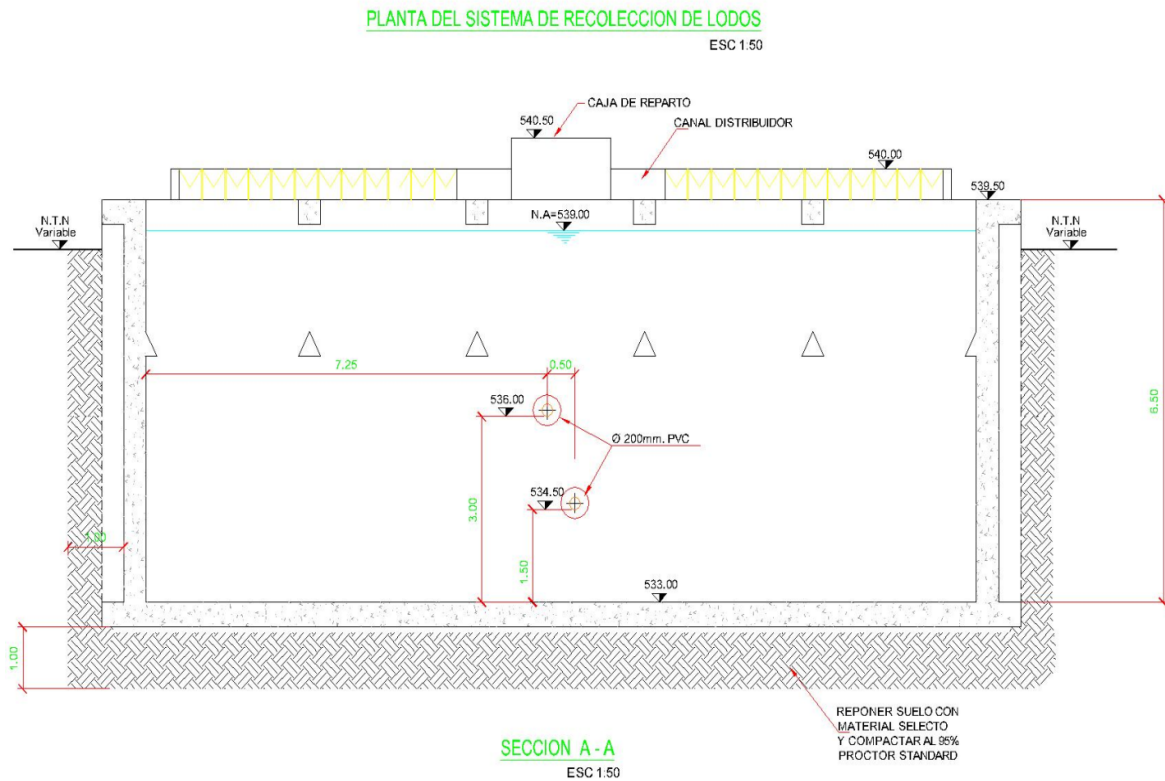 PLANTA DEL SISTEMA DE RECOLECCION DE LODOS
ESC 1:50
CAJA DE REPARTO
540.50
CANAL DISTRIBUIDOR
540.00
539.50
N.T.N
Variable
N.A=539.00
N.T.N
Variable
7.25
0.50
6.50
536.00
Ø 200mm. PVC
534.50
3.00
1.50
1.00
533.00
1.00
REPONER SUELO CON
MATERIAL SELECTO
Y COMPACTAR AL 95%
PROCTOR STANDARD
SECCION A - A
ESC 1:50